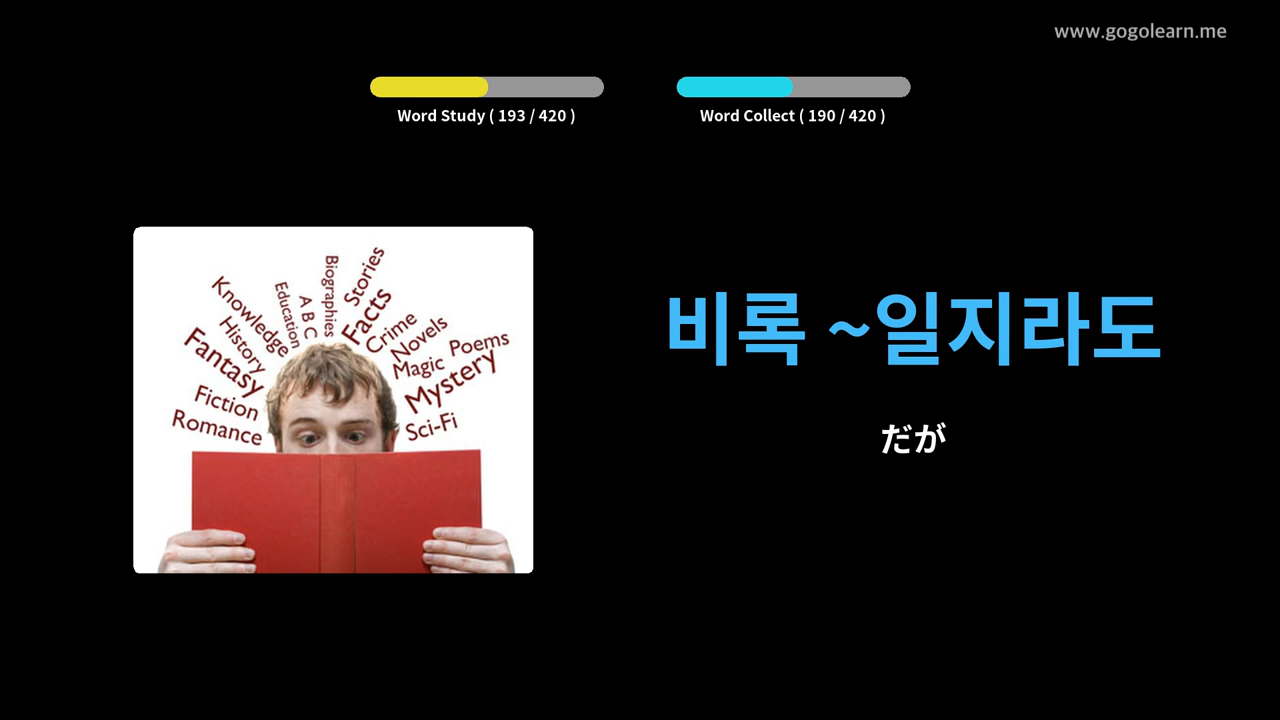 www.gogolearn.me
Word Study ( 193 / 420 )
Word Collect ( 190 / 420 )
Knowledge
History
Fantasy
Fiction
Romance
Education
A B C
Biographies
Stories
Facts
Crime
Novels
Magic
Poems
Mystery
Sci-Fi
비록 ~일지라도
だが